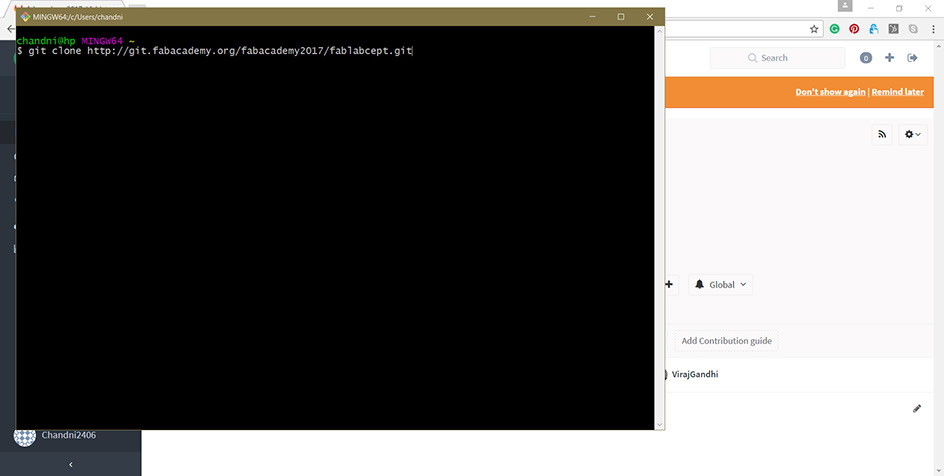 MINGW64:/c/Users/chandni
chandni@hp MINGW64 ~
$ git clone http://git.fabacademy.org/fabacademy2017/fablabcept.git
Search
0
Don't show again | Remind later
Global
Add Contribution guide
VirajGandhi
Chandni2406